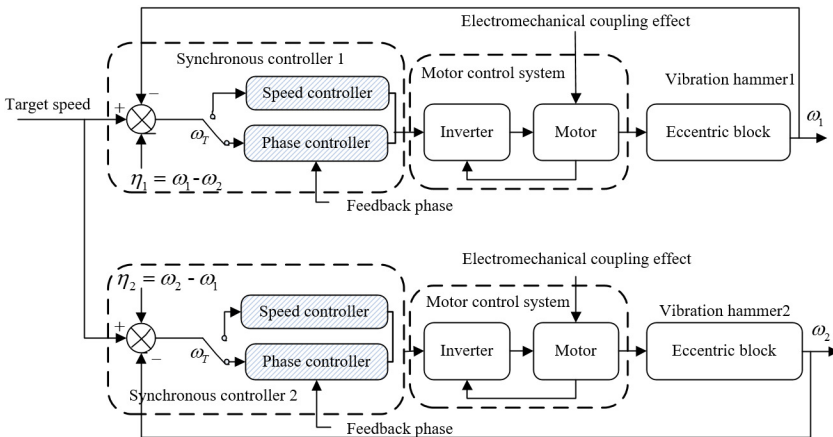 Electromechanical coupling effect
Synchronous controller 1
Motor control system
Vibration hammer1
Target speed
+
−
−
Speed controller
ω_T
Phase controller
Inverter
Motor
Eccentric block
ω₁
η₁ = ω₁-ω₂
Feedback phase
Electromechanical coupling effect
η₂ = ω₂ - ω₁
Motor control system
Vibration hammer2
Speed controller
+
−
ω_T
Phase controller
Inverter
Motor
Eccentric block
ω₂
Synchronous controller 2
Feedback phase